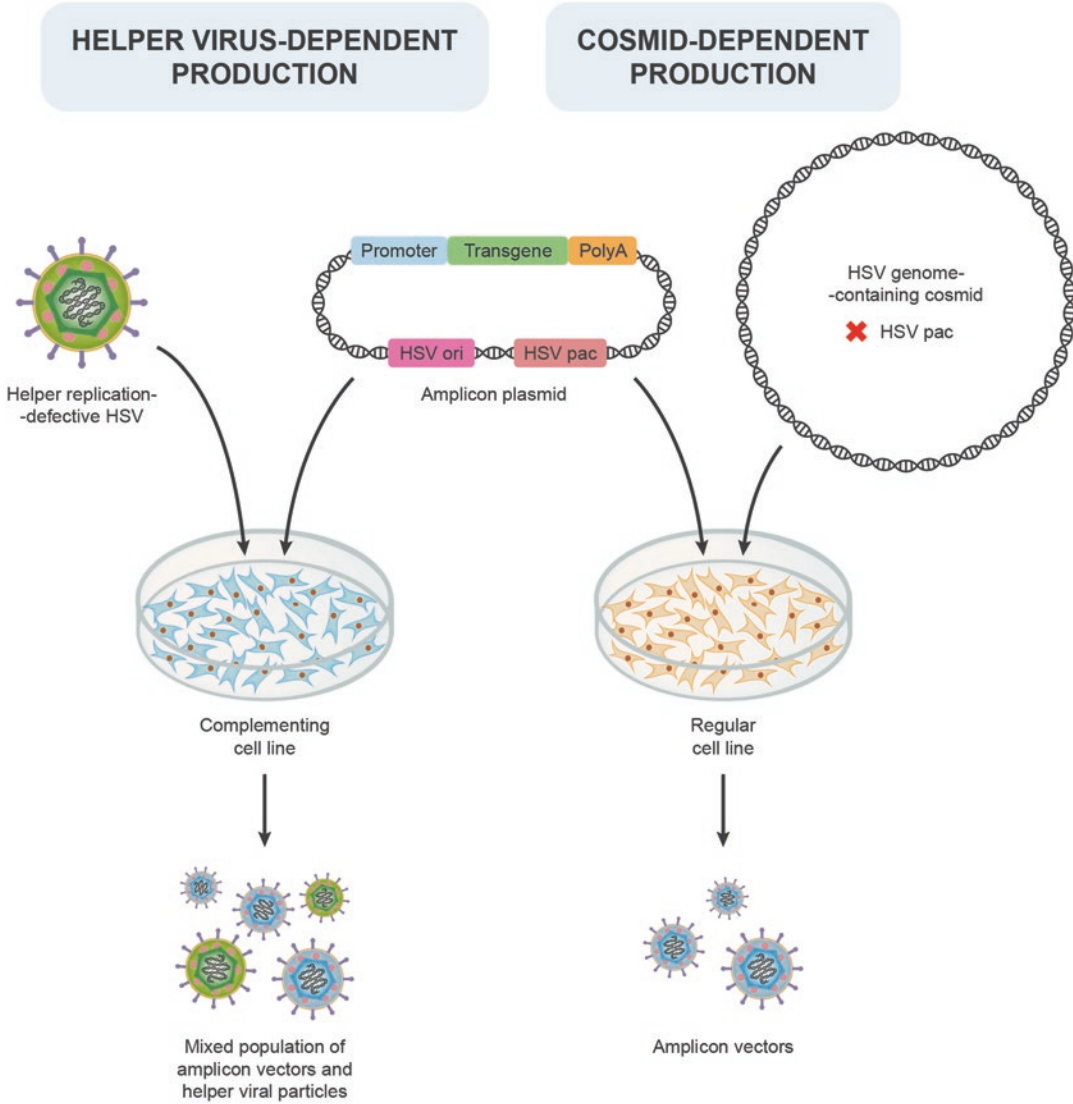 HELPER VIRUS-DEPENDENT
PRODUCTION
COSMID-DEPENDENT
PRODUCTION
Promoter
Transgene
PolyA
HSV ori
HSV pac
Amplicon plasmid
HSV genome-
-containing cosmid
HSV pac
Helper replication-
-defective HSV
Complementing
cell line
Regular
cell line
Mixed population of
amplicon vectors and
helper viral particles
Amplicon vectors